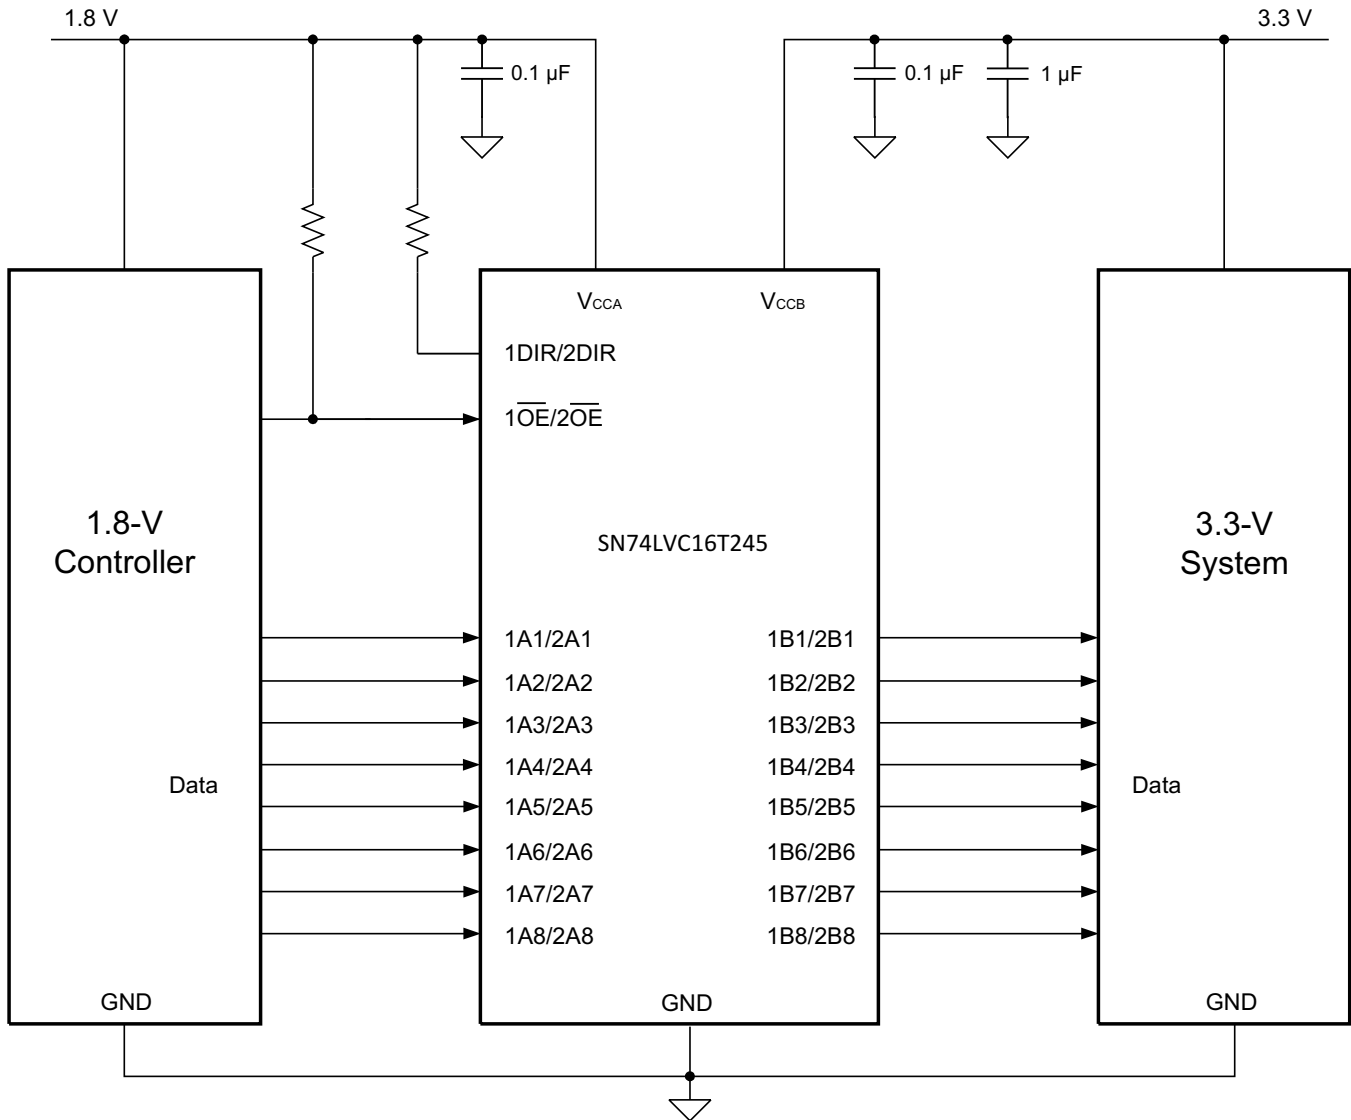 1.8 V
3.3 V
0.1 µF
0.1 µF
1 µF
VCCA
VCCB
1DIR/2DIR
1O̅E̅/2O̅E̅
1.8-V
Controller
SN74LVC16T245
3.3-V
System
1A1/2A1
1B1/2B1
1A2/2A2
1B2/2B2
1A3/2A3
1B3/2B3
1A4/2A4
1B4/2B4
Data
Data
1A5/2A5
1B5/2B5
1A6/2A6
1B6/2B6
1A7/2A7
1B7/2B7
1A8/2A8
1B8/2B8
GND
GND
GND